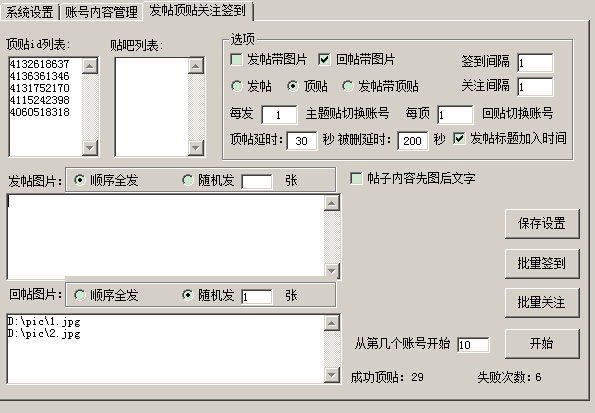 系统设置 账号内容管理 发帖顶贴关注签到
顶贴id列表: 贴吧列表:
4132618637
4136361346
4131752170
4115242398
4060518318
选项
发帖带图片 回帖带图片 签到间隔 1
发帖 顶贴 发帖带顶贴 关注间隔 1
每发 1 主题贴切换账号 每顶 1 回贴切换账号
顶帖延时: 30 秒 被删延时: 200 秒 发帖标题加入时间
发帖图片: 顺序全发 随机发 张
帖子内容先图后文字
保存设置
批量签到
批量关注
回帖图片: 顺序全发 随机发 1 张
D:\pic\1.jpg
D:\pic\2.jpg
从第几个账号开始 10 开始
成功顶贴: 29 失败次数: 6